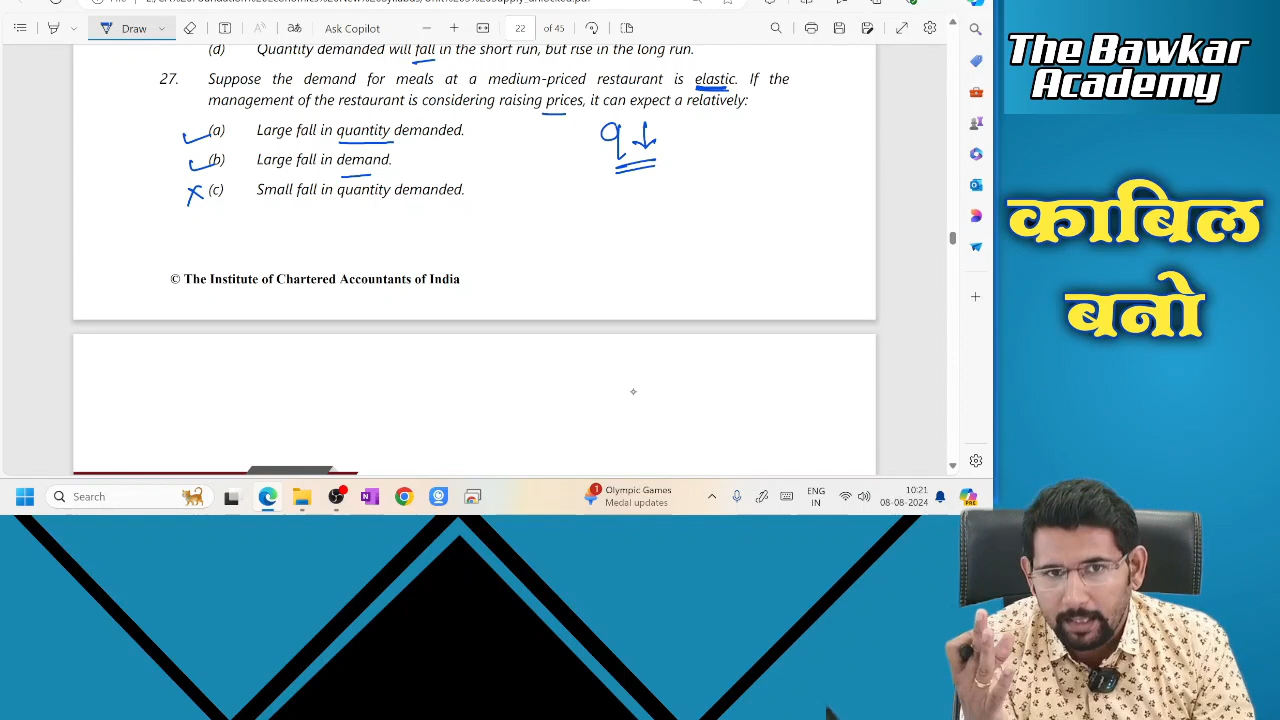 Draw
Ask Copilot
22 of 45
(d) Quantity demanded will fall in the short run, but rise in the long run.
27. Suppose the demand for meals at a medium-priced restaurant is elastic. If the
management of the restaurant is considering raising prices, it can expect a relatively:
(a) Large fall in quantity demanded.
(b) Large fall in demand.
(c) Small fall in quantity demanded.
q↓
© The Institute of Chartered Accountants of India
The Bawkar
Academy
काबिल
बनो
Search
1
Olympic Games
Medal updates
ENG
IN
10:21
08-08-2024
PRE